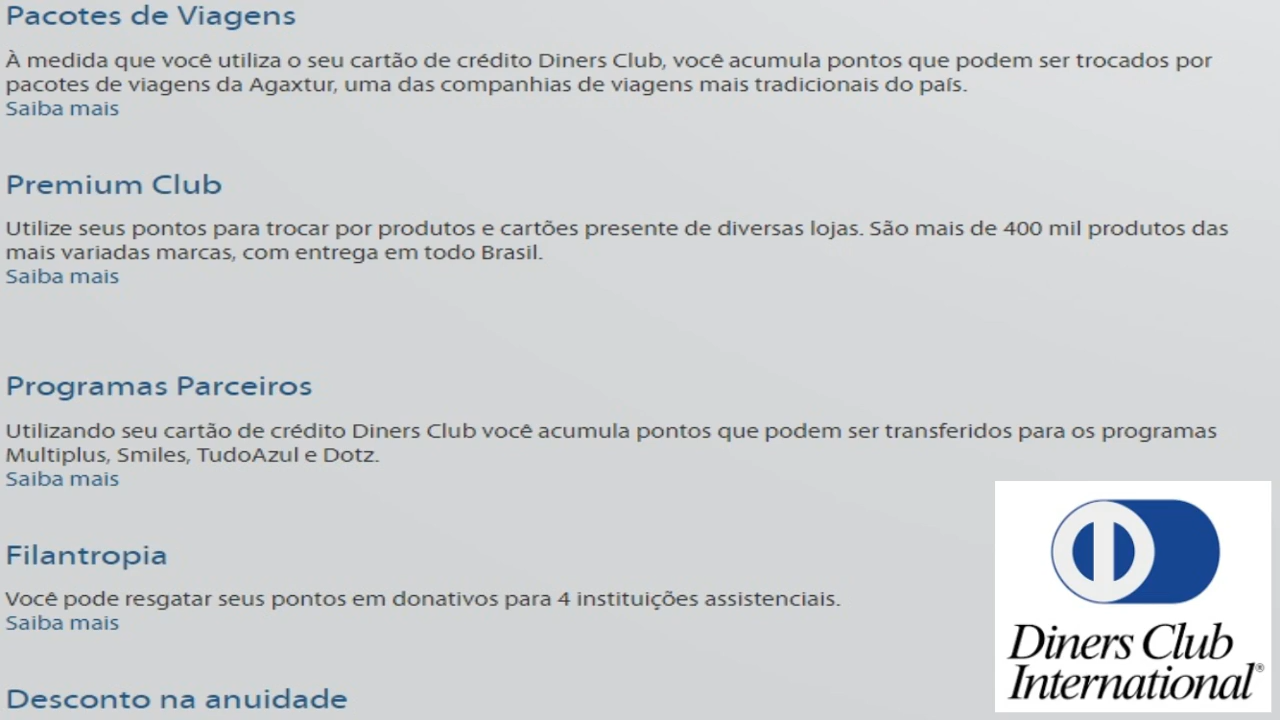 Pacotes de Viagens
À medida que você utiliza o seu cartão de crédito Diners Club, você acumula pontos que podem ser trocados por
pacotes de viagens da Agaxtur, uma das companhias de viagens mais tradicionais do país.
Saiba mais
Premium Club
Utilize seus pontos para trocar por produtos e cartões presente de diversas lojas. São mais de 400 mil produtos das
mais variadas marcas, com entrega em todo Brasil.
Saiba mais
Programas Parceiros
Utilizando seu cartão de crédito Diners Club você acumula pontos que podem ser transferidos para os programas
Multiplus, Smiles, TudoAzul e Dotz.
Saiba mais
Filantropia
Você pode resgatar seus pontos em donativos para 4 instituições assistenciais.
Saiba mais
Desconto na anuidade
Diners Club
International®